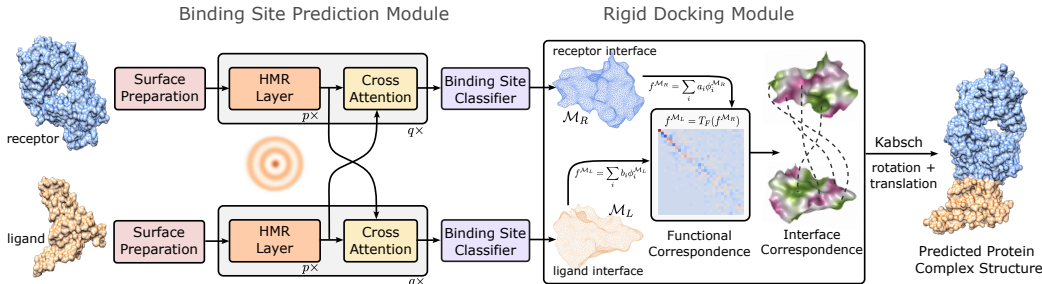 Binding Site Prediction Module
Rigid Docking Module
receptor
Surface
Preparation
HMR
Layer
p×
Cross
Attention
q×
Binding Site
Classifier
receptor interface
M_R
f^{M_R} = ∑_i a_i ϕ_i^{M_R}
f^{M_L} = T_F(f^{M_R})
f^{M_L} = ∑_i b_i ϕ_i^{M_L}
M_L
ligand interface
Functional
Correspondence
Interface
Correspondence
Kabsch
rotation +
translation
Predicted Protein
Complex Structure
ligand
Surface
Preparation
HMR
Layer
p×
Cross
Attention
q×
Binding Site
Classifier